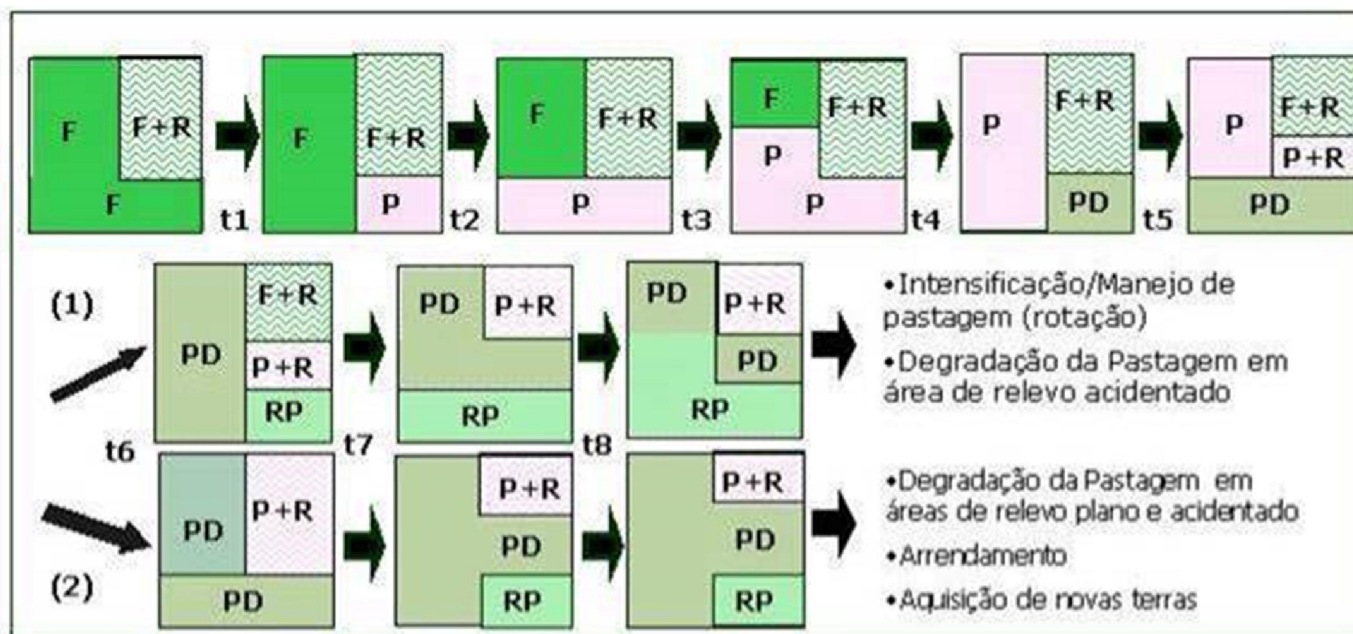 F
F+R
F
t1
F
F+R
P
t2
F
F+R
P
t3
F
F+R
P
P
t4
P
F+R
PD
t5
P
F+R
P+R
PD
(1)
t6
PD
F+R
P+R
RP
t7
PD
P+R
RP
t8
PD
P+R
PD
RP
•Intensificação/Manejo de
pastagem (rotação)
•Degradação da Pastagem em
área de relevo acidentado
(2)
PD
P+R
PD
P+R
PD
RP
P+R
PD
RP
•Degradação da Pastagem em
áreas de relevo plano e acidentado
•Arrendamento
•Aquisição de novas terras